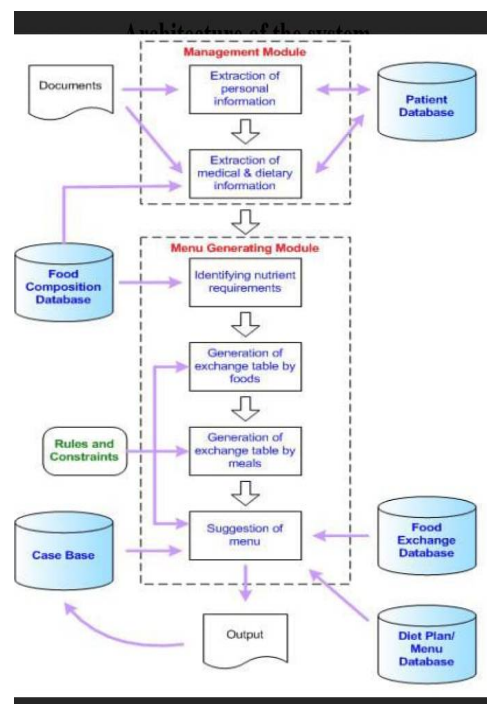 Architecture of the system
Management Module
Documents
Extraction of
personal
information
Patient
Database
Extraction of
medical & dietary
information
Menu Generating Module
Food
Composition
Database
Identifying nutrient
requirements
Generation of
exchange table by
foods
Rules and
Constraints
Generation of
exchange table by
meals
Case Base
Suggestion of
menu
Food
Exchange
Database
Output
Diet Plan/
Menu
Database